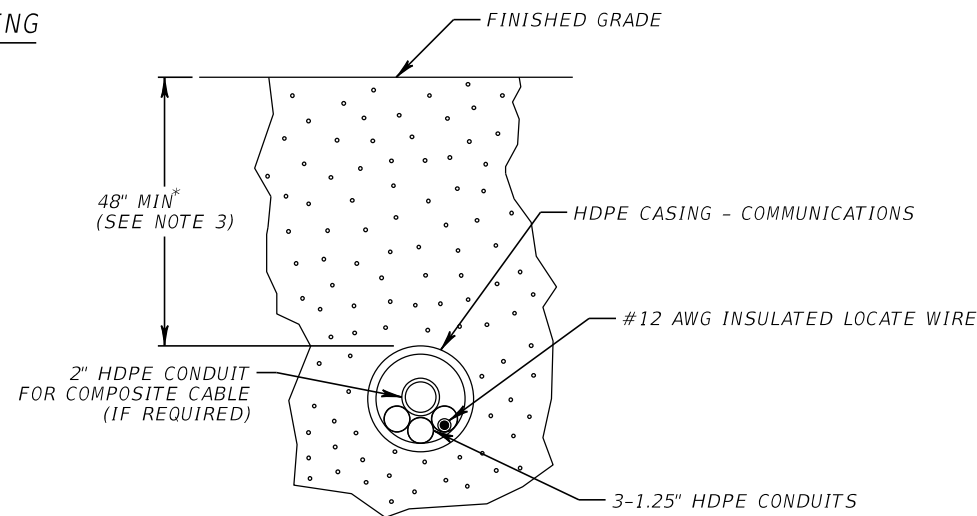 FINISHED GRADE
48" MIN*
(SEE NOTE 3)
HDPE CASING - COMMUNICATIONS
#12 AWG INSULATED LOCATE WIRE
2" HDPE CONDUIT
FOR COMPOSITE CABLE
(IF REQUIRED)
3-1.25" HDPE CONDUITS